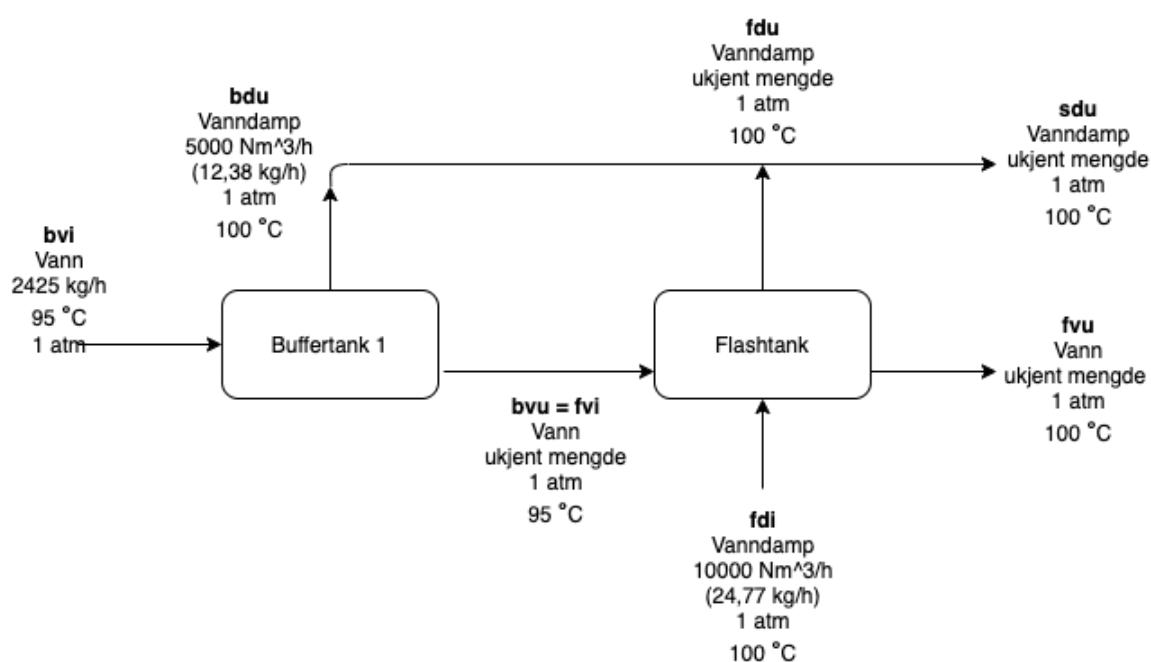 fdu
Vanndamp
ukjent mengde
1 atm
100 °C
bdu
Vanndamp
5000 Nm^3/h
(12,38 kg/h)
1 atm
100 °C
sdu
Vanndamp
ukjent mengde
1 atm
100 °C
bvi
Vann
2425 kg/h
95 °C
1 atm
Buffertank 1
Flashtank
fvu
Vann
ukjent mengde
1 atm
100 °C
bvu = fvi
Vann
ukjent mengde
1 atm
95 °C
fdi
Vanndamp
10000 Nm^3/h
(24,77 kg/h)
1 atm
100 °C